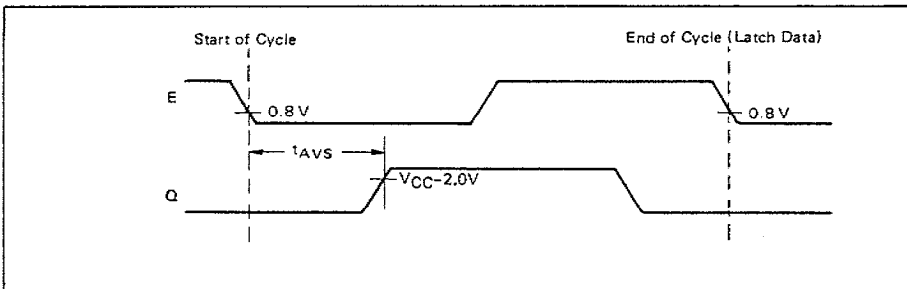 Start of Cycle
End of Cycle (Latch Data)
E
0.8 V
0.8 V
tAVS
VCC-2.0V
Q